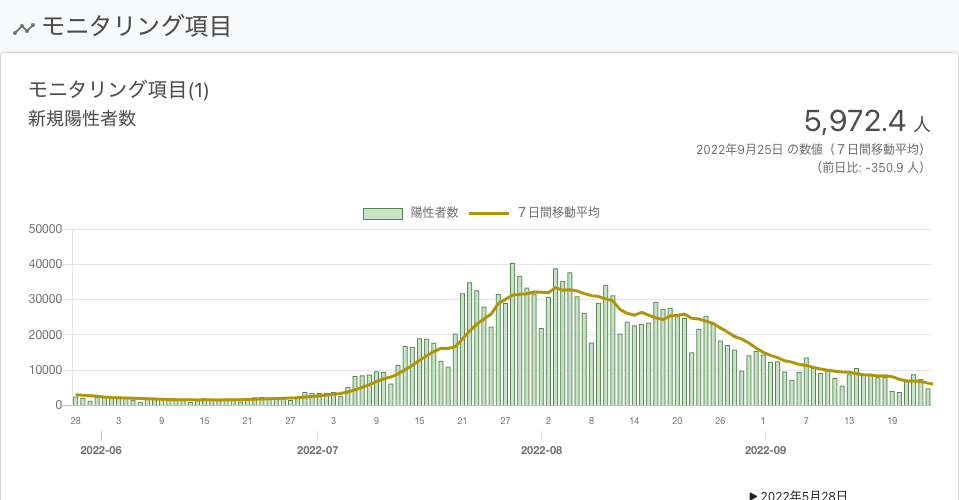 モニタリング項目
モニタリング項目(1)
新規陽性者数
5,972.4 人
2022年9月25日 の数値（７日間移動平均）
（前日比: -350.9 人）
陽性者数 ７日間移動平均
50000
40000
30000
20000
10000
0
28 3 9 15 21 27 3 9 15 21 27 2 8 14 20 26 1 7 13 19
2022-06 2022-07 2022-08 2022-09
▶ 2022年5月28日